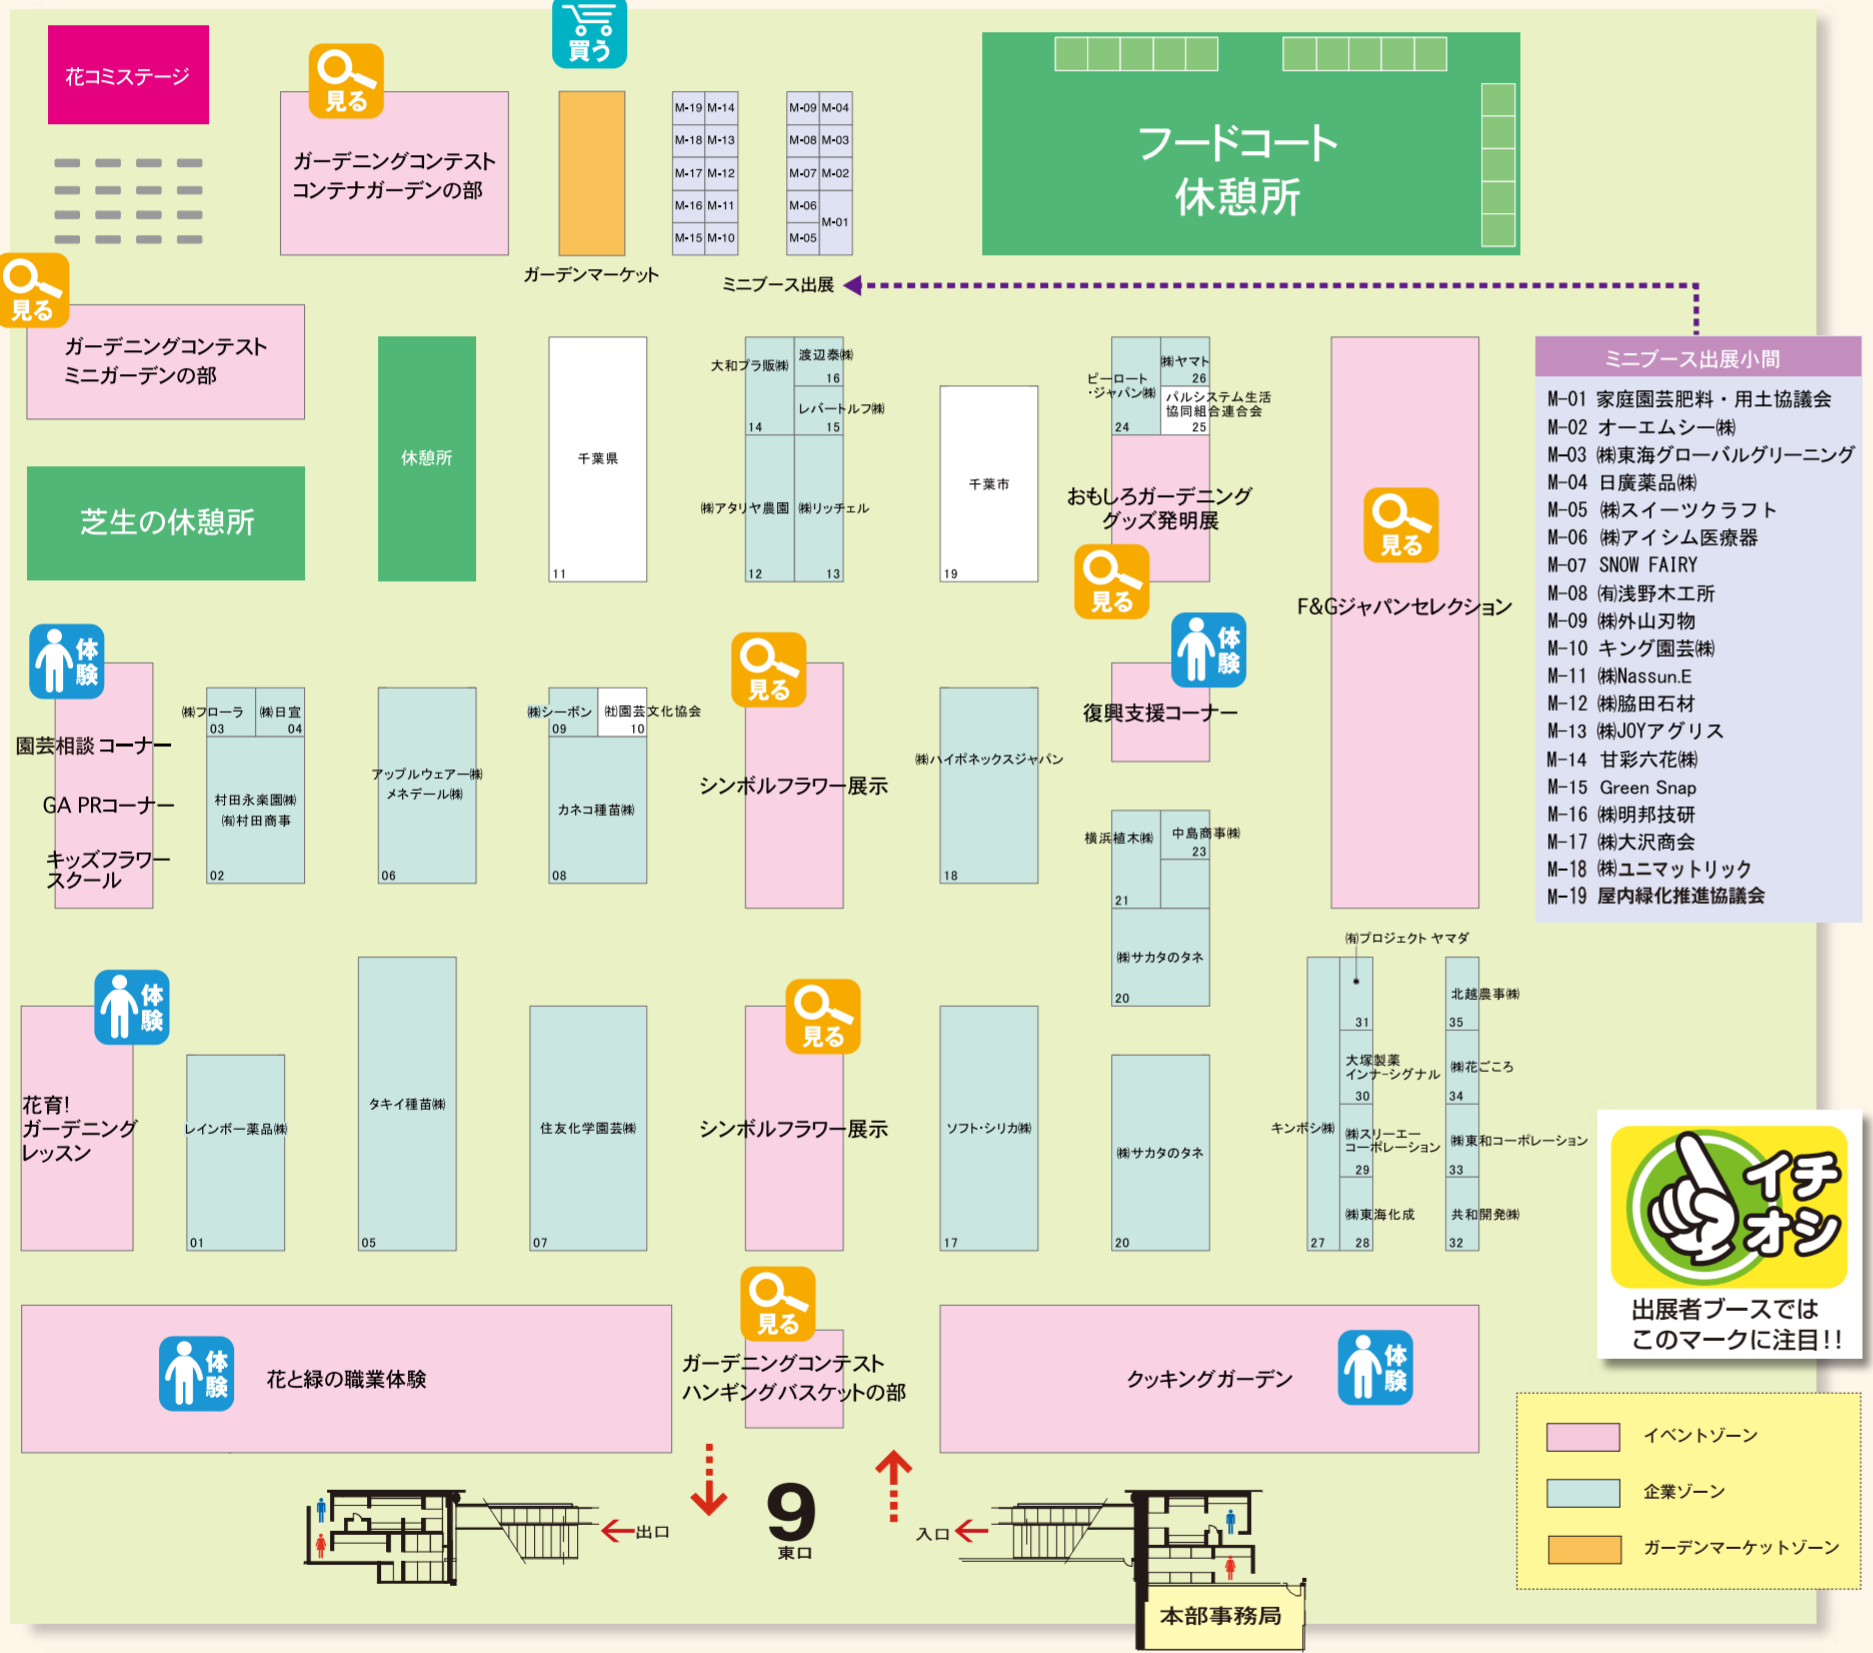 花コミステージ
見る
ガーデニングコンテスト
コンテナガーデンの部
買う
ガーデンマーケット
M-19 M-14
M-18 M-13
M-17 M-12
M-16 M-11
M-15 M-10
M-09 M-04
M-08 M-03
M-07 M-02
M-06
M-01
M-05
ミニブース出展
フードコート
休憩所
見る
ガーデニングコンテスト
ミニガーデンの部
芝生の休憩所
休憩所
千葉県
11
大和プラ販㈱
14
渡辺泰㈱
16
レバートルフ㈱
15
㈱アタリヤ農園
12
㈱リッチェル
13
千葉市
19
ピーロート
・ジャパン㈱
24
㈱ヤマト
26
パルシステム生活
協同組合連合会
25
おもしろガーデニング
グッズ発明展
見る
見る
F&Gジャパンセレクション
ミニブース出展小間
M-01 家庭園芸肥料・用土協議会
M-02 オーエムシー㈱
M-03 ㈱東海グローバルグリーニング
M-04 日廣薬品㈱
M-05 ㈱スイーツクラフト
M-06 ㈱アイシム医療器
M-07 SNOW FAIRY
M-08 ㈲浅野木工所
M-09 ㈱外山刃物
M-10 キング園芸㈱
M-11 ㈱Nassun.E
M-12 ㈱脇田石材
M-13 ㈱JOYアグリス
M-14 甘彩六花㈱
M-15 Green Snap
M-16 ㈱明邦技研
M-17 ㈱大沢商会
M-18 ㈱ユニマットリック
M-19 屋内緑化推進協議会
体験
園芸相談コーナー
GA PRコーナー
キッズフラワー
スクール
㈱フローラ
03
㈱日宣
04
村田永楽園㈱
㈲村田商事
02
アップルウェアー㈱
メネデール㈱
06
㈱シーボン
09
㈳園芸文化協会
10
カネコ種苗㈱
08
見る
シンボルフラワー展示
㈱ハイポネックスジャパン
18
体験
復興支援コーナー
横浜植木㈱
21
中島商事㈱
23
㈱サカタのタネ
20
体験
花育!
ガーデニング
レッスン
レインボー薬品㈱
01
タキイ種苗㈱
05
住友化学園芸㈱
07
見る
シンボルフラワー展示
ソフト・シリカ㈱
17
㈱サカタのタネ
20
㈲プロジェクト ヤマダ
31
大塚製薬
インナーシグナル
30
キンボシ㈱
27
㈱スリーエー
コーポレーション
29
㈱東海化成
28
北越農事㈱
35
㈱花ごころ
34
㈱東和コーポレーション
33
共和開発㈱
32
イチ
オシ
出展者ブースでは
このマークに注目!!
体験
花と緑の職業体験
見る
ガーデニングコンテスト
ハンギングバスケットの部
クッキングガーデン
体験
出口
9
東口
入口
本部事務局
イベントゾーン
企業ゾーン
ガーデンマーケットゾーン